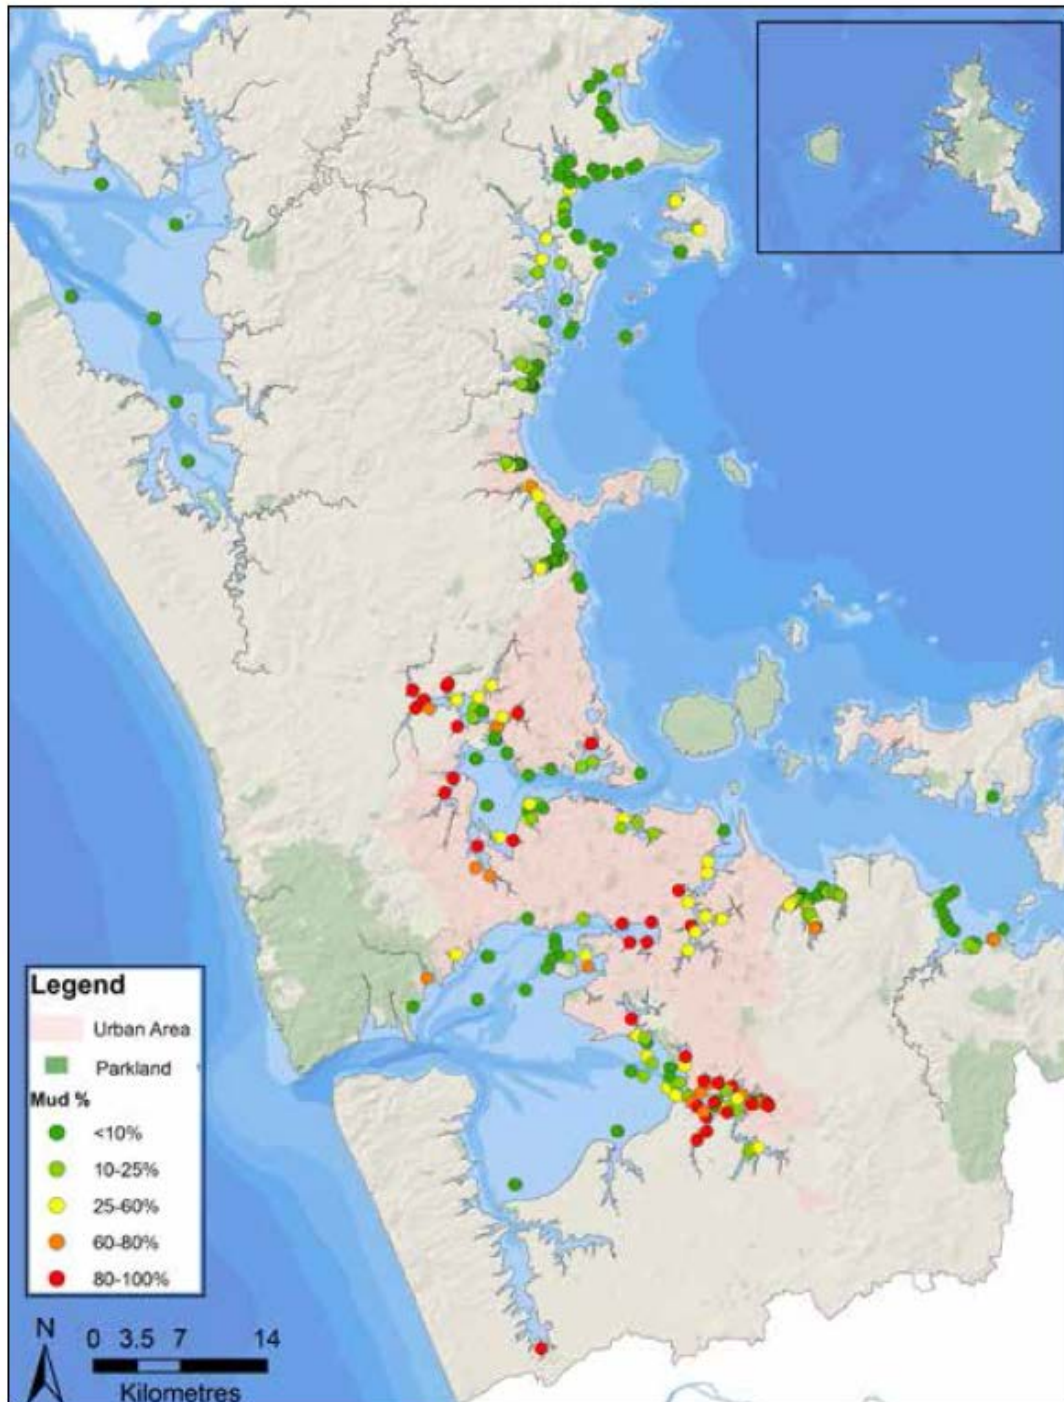 Legend
Urban Area
Parkland
Mud %
<10%
10-25%
25-60%
60-80%
80-100%
N
0 3.5 7 14
Kilometres